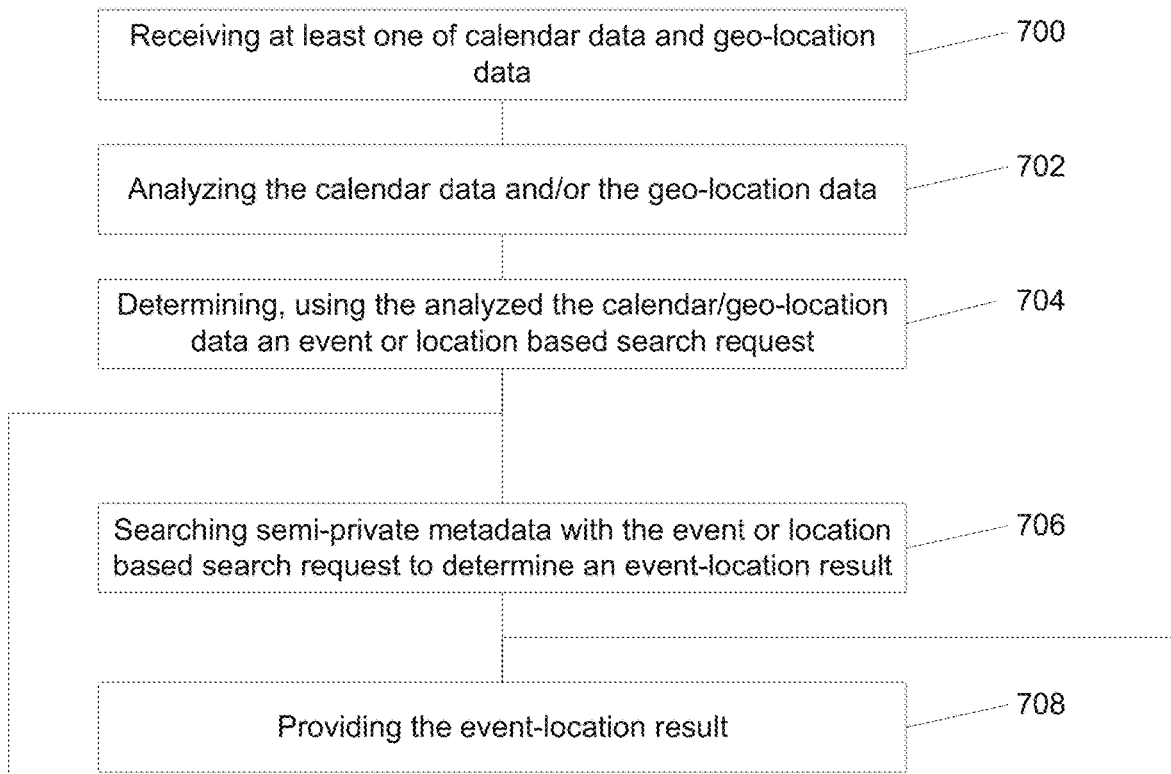 Receiving at least one of calendar data and geo-location
data
700
Analyzing the calendar data and/or the geo-location data
702
Determining, using the analyzed the calendar/geo-location
data an event or location based search request
704
Searching semi-private metadata with the event or location
based search request to determine an event-location result
706
Providing the event-location result
708